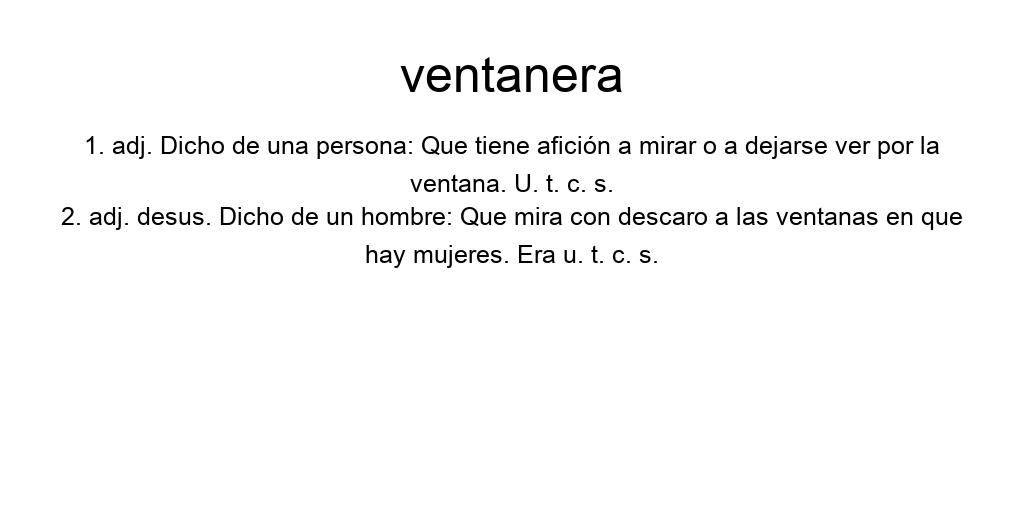 ventanera
1. adj. Dicho de una persona: Que tiene afición a mirar o a dejarse ver por la
ventana. U. t. c. s.
2. adj. desus. Dicho de un hombre: Que mira con descaro a las ventanas en que
hay mujeres. Era u. t. c. s.